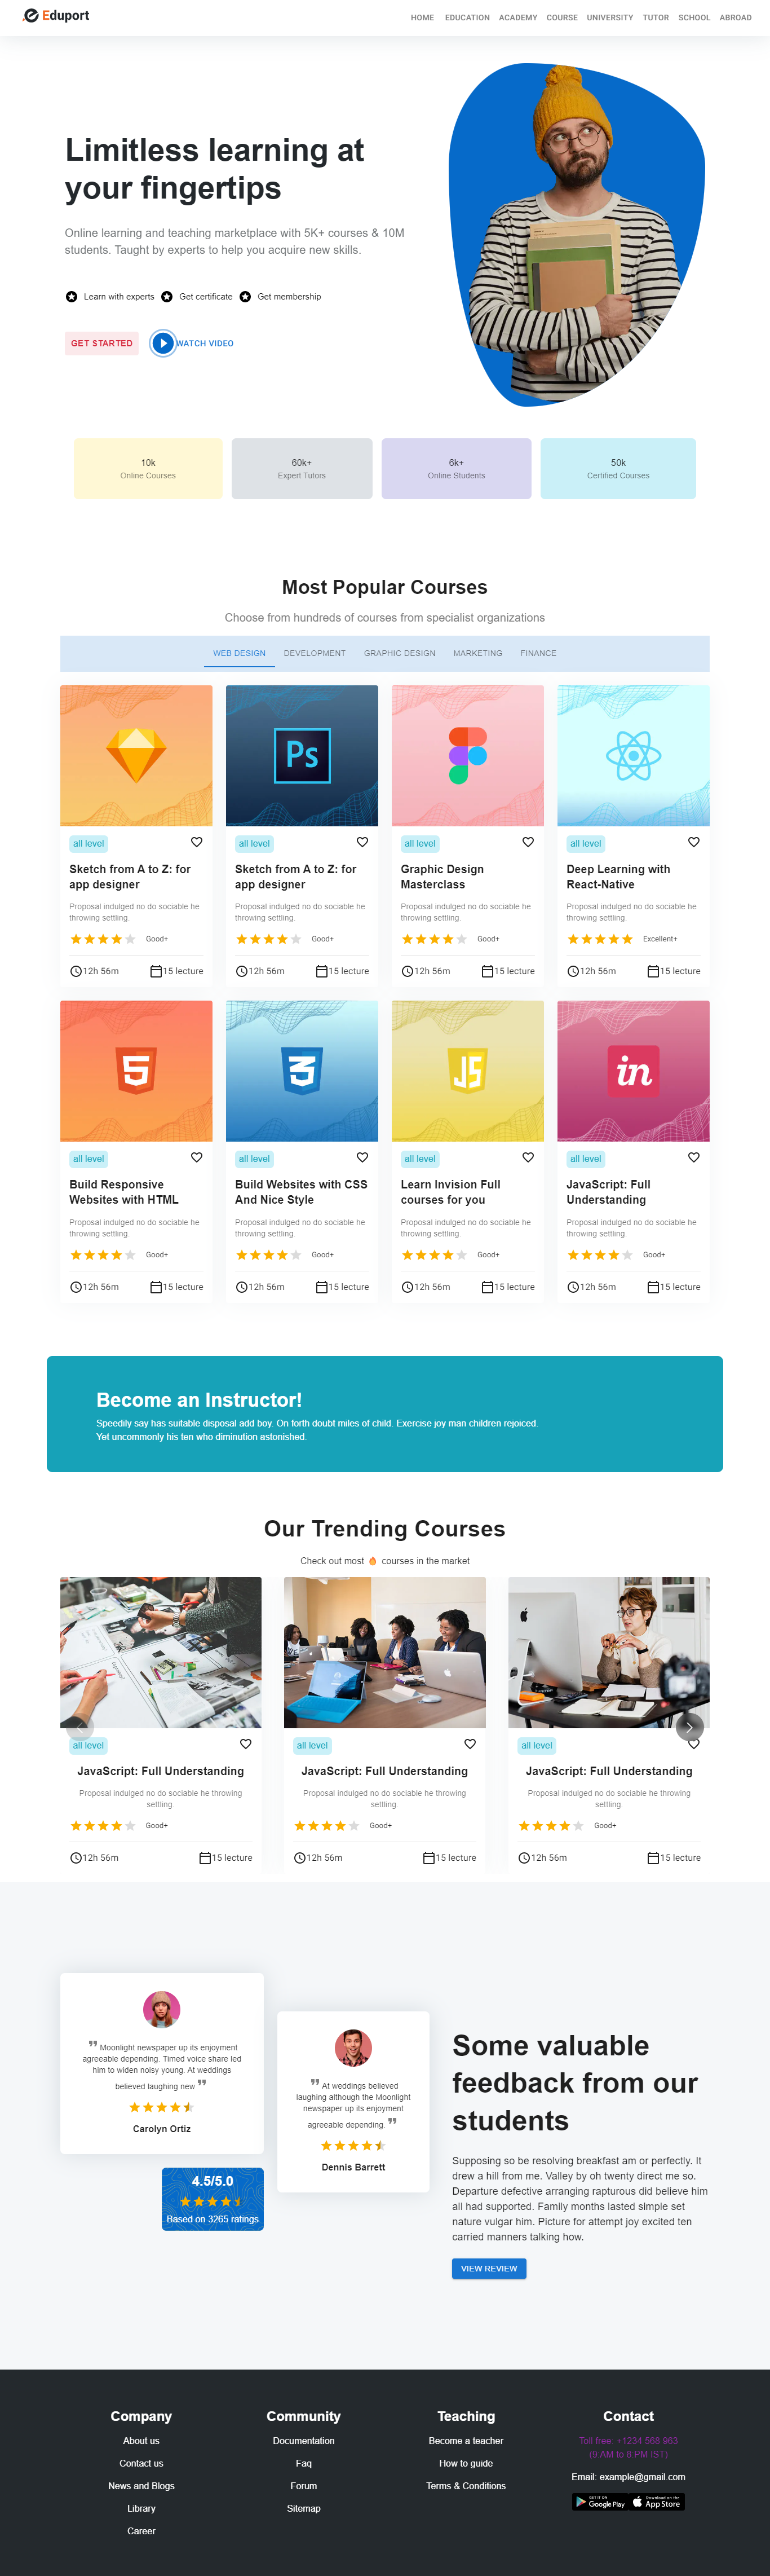 Eduport
HOME EDUCATION ACADEMY COURSE UNIVERSITY TUTOR SCHOOL ABROAD
Limitless learning at
your fingertips
Online learning and teaching marketplace with 5K+ courses & 10M
students. Taught by experts to help you acquire new skills.
Learn with experts Get certificate Get membership
GET STARTED WATCH VIDEO
10k
Online Courses
60k+
Expert Tutors
6k+
Online Students
50k
Certified Courses
Most Popular Courses
Choose from hundreds of courses from specialist organizations
WEB DESIGN DEVELOPMENT GRAPHIC DESIGN MARKETING FINANCE
all level
Sketch from A to Z: for
app designer
Proposal indulged no do sociable he
throwing settling.
Good+
12h 56m 15 lecture
Ps
all level
Sketch from A to Z: for
app designer
Proposal indulged no do sociable he
throwing settling.
Good+
12h 56m 15 lecture
all level
Graphic Design
Masterclass
Proposal indulged no do sociable he
throwing settling.
Good+
12h 56m 15 lecture
all level
Deep Learning with
React-Native
Proposal indulged no do sociable he
throwing settling.
Excellent+
12h 56m 15 lecture
5
all level
Build Responsive
Websites with HTML
Proposal indulged no do sociable he
throwing settling.
Good+
12h 56m 15 lecture
3
all level
Build Websites with CSS
And Nice Style
Proposal indulged no do sociable he
throwing settling.
Good+
12h 56m 15 lecture
JS
all level
Learn Invision Full
courses for you
Proposal indulged no do sociable he
throwing settling.
Good+
12h 56m 15 lecture
in
all level
JavaScript: Full
Understanding
Proposal indulged no do sociable he
throwing settling.
Good+
12h 56m 15 lecture
Become an Instructor!
Speedily say has suitable disposal add boy. On forth doubt miles of child. Exercise joy man children rejoiced.
Yet uncommonly his ten who diminution astonished.
Our Trending Courses
Check out most 🔥 courses in the market
all level
JavaScript: Full Understanding
Proposal indulged no do sociable he throwing
settling.
Good+
12h 56m 15 lecture
all level
JavaScript: Full Understanding
Proposal indulged no do sociable he throwing
settling.
Good+
12h 56m 15 lecture
all level
JavaScript: Full Understanding
Proposal indulged no do sociable he throwing
settling.
Good+
12h 56m 15 lecture
" Moonlight newspaper up its enjoyment
agreeable depending. Timed voice share led
him to widen noisy young. At weddings
believed laughing new "
Carolyn Ortiz
4.5/5.0
Based on 3265 ratings
" At weddings believed
laughing although the Moonlight
newspaper up its enjoyment
agreeable depending. "
Dennis Barrett
Some valuable
feedback from our
students
Supposing so be resolving breakfast am or perfectly. It
drew a hill from me. Valley by oh twenty direct me so.
Departure defective arranging rapturous did believe him
all had supported. Family months lasted simple set
nature vulgar him. Picture for attempt joy excited ten
carried manners talking how.
VIEW REVIEW
Company
About us
Contact us
News and Blogs
Library
Career
Community
Documentation
Faq
Forum
Sitemap
Teaching
Become a teacher
How to guide
Terms & Conditions
Contact
Toll free: +1234 568 963
(9 AM to 8 PM IST)
Email: example@gmail.com
GET IT ON
Google Play
Download on the
App Store